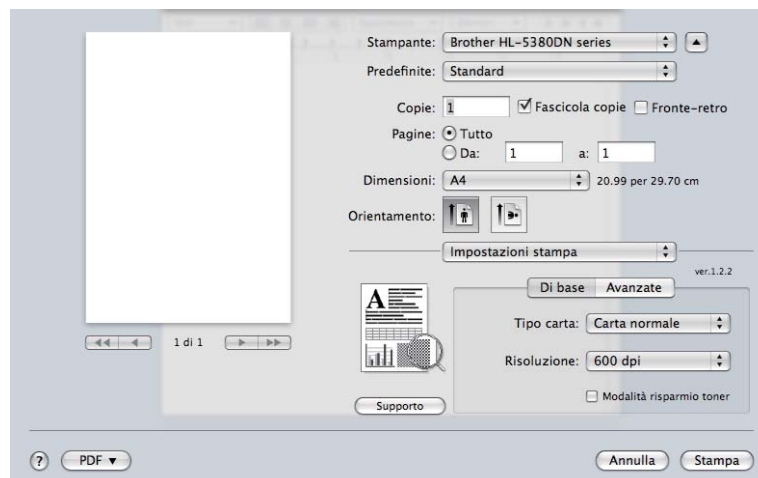 Stampante: Brother HL-5380DN series
Predefinite: Standard
Copie: 1 Fascicola copie Fronte-retro
Pagine: Tutto
Da: 1 a: 1
Dimensioni: A4 20.99 per 29.70 cm
Orientamento:
Impostazioni stampa
ver.1.2.2
Di base Avanzate
A
Tipo carta: Carta normale
1 di 1
Risoluzione: 600 dpi
Modalità risparmio toner
Supporto
? PDF Annulla Stampa